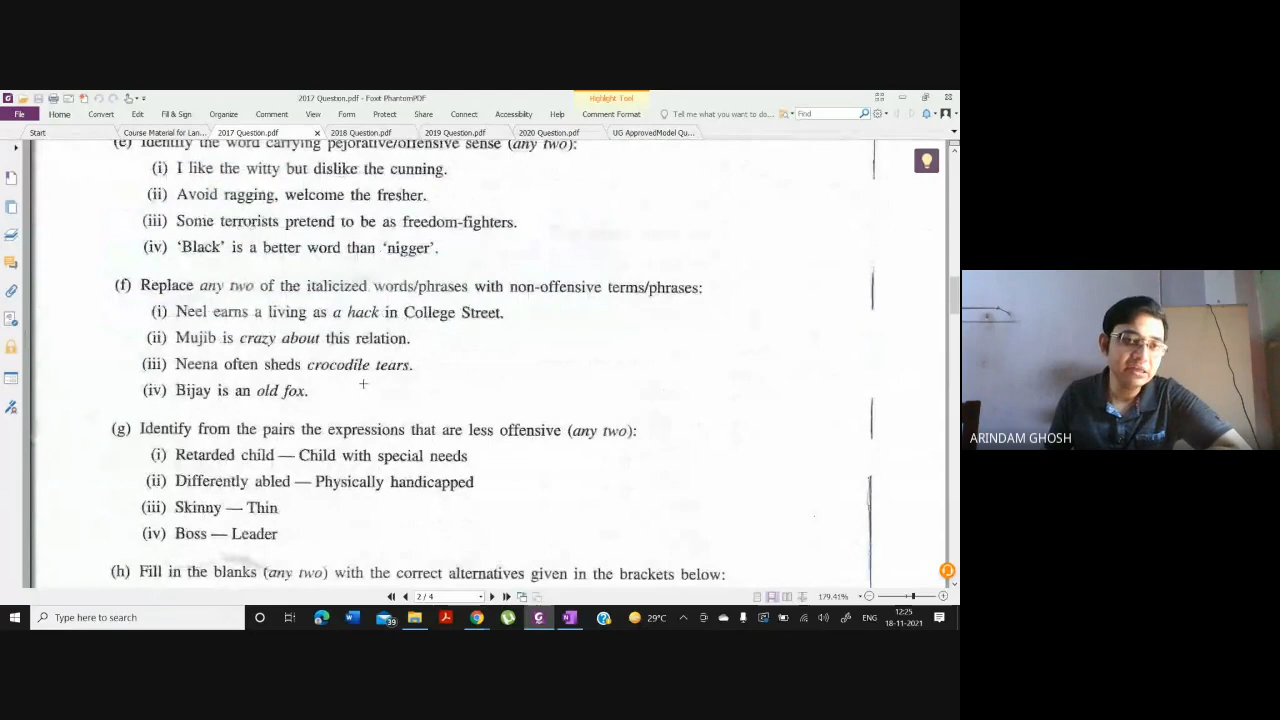 2017 Question.pdf - Foxit PhantomPDF
Highlight Tool
File Home Convert Edit Fill & Sign Organize Comment View Form Protect Share Connect Accessibility Help Comment Format Tell me what you want to do... Find
Start Course Material for Lan... 2017 Question.pdf 2018 Question.pdf 2019 Question.pdf 2020 Question.pdf UG ApprovedModel Qu...
(e) Identify the word carrying pejorative/offensive sense (any two):
(i) I like the witty but dislike the cunning.
(ii) Avoid ragging, welcome the fresher.
(iii) Some terrorists pretend to be as freedom-fighters.
(iv) 'Black' is a better word than 'nigger'.
(f) Replace any two of the italicized words/phrases with non-offensive terms/phrases:
(i) Neel earns a living as a hack in College Street.
(ii) Mujib is crazy about this relation.
(iii) Neena often sheds crocodile tears.
(iv) Bijay is an old fox.
(g) Identify from the pairs the expressions that are less offensive (any two):
(i) Retarded child — Child with special needs
(ii) Differently abled — Physically handicapped
(iii) Skinny — Thin
(iv) Boss — Leader
(h) Fill in the blanks (any two) with the correct alternatives given in the brackets below:
ARINDAM GHOSH
2 / 4
179.41%
Type here to search
39
29°C
ENG
12:25
18-11-2021